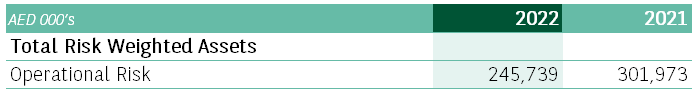 AED 000's 2022 2021
Total Risk Weighted Assets
Operational Risk 245,739 301,973